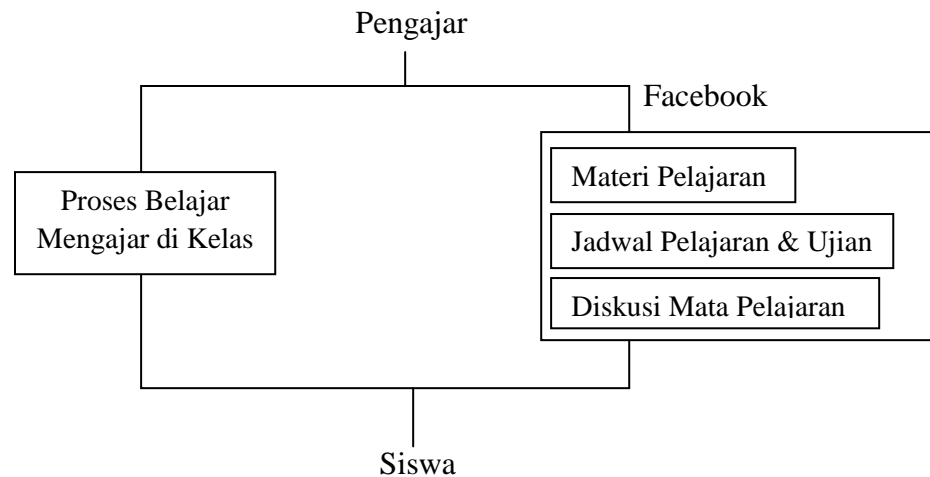 Pengajar
Facebook
Proses Belajar
Mengajar di Kelas
Materi Pelajaran
Jadwal Pelajaran & Ujian
Diskusi Mata Pelajaran
Siswa